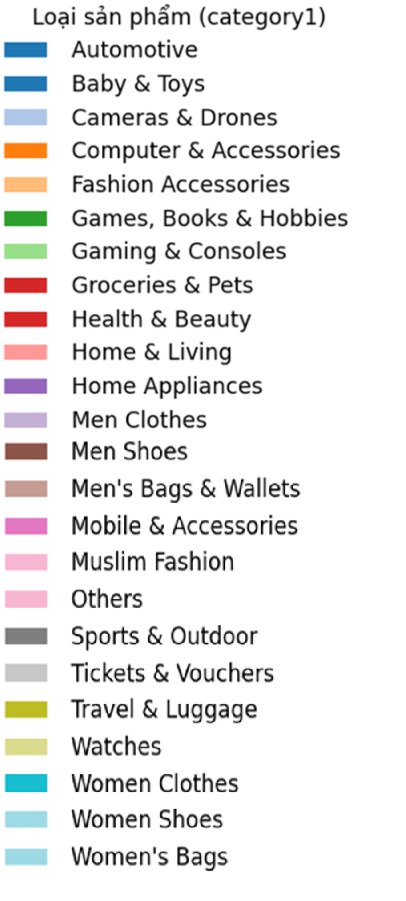 Loại sản phẩm (category1)
Automotive
Baby & Toys
Cameras & Drones
Computer & Accessories
Fashion Accessories
Games, Books & Hobbies
Gaming & Consoles
Groceries & Pets
Health & Beauty
Home & Living
Home Appliances
Men Clothes
Men Shoes
Men's Bags & Wallets
Mobile & Accessories
Muslim Fashion
Others
Sports & Outdoor
Tickets & Vouchers
Travel & Luggage
Watches
Women Clothes
Women Shoes
Women's Bags